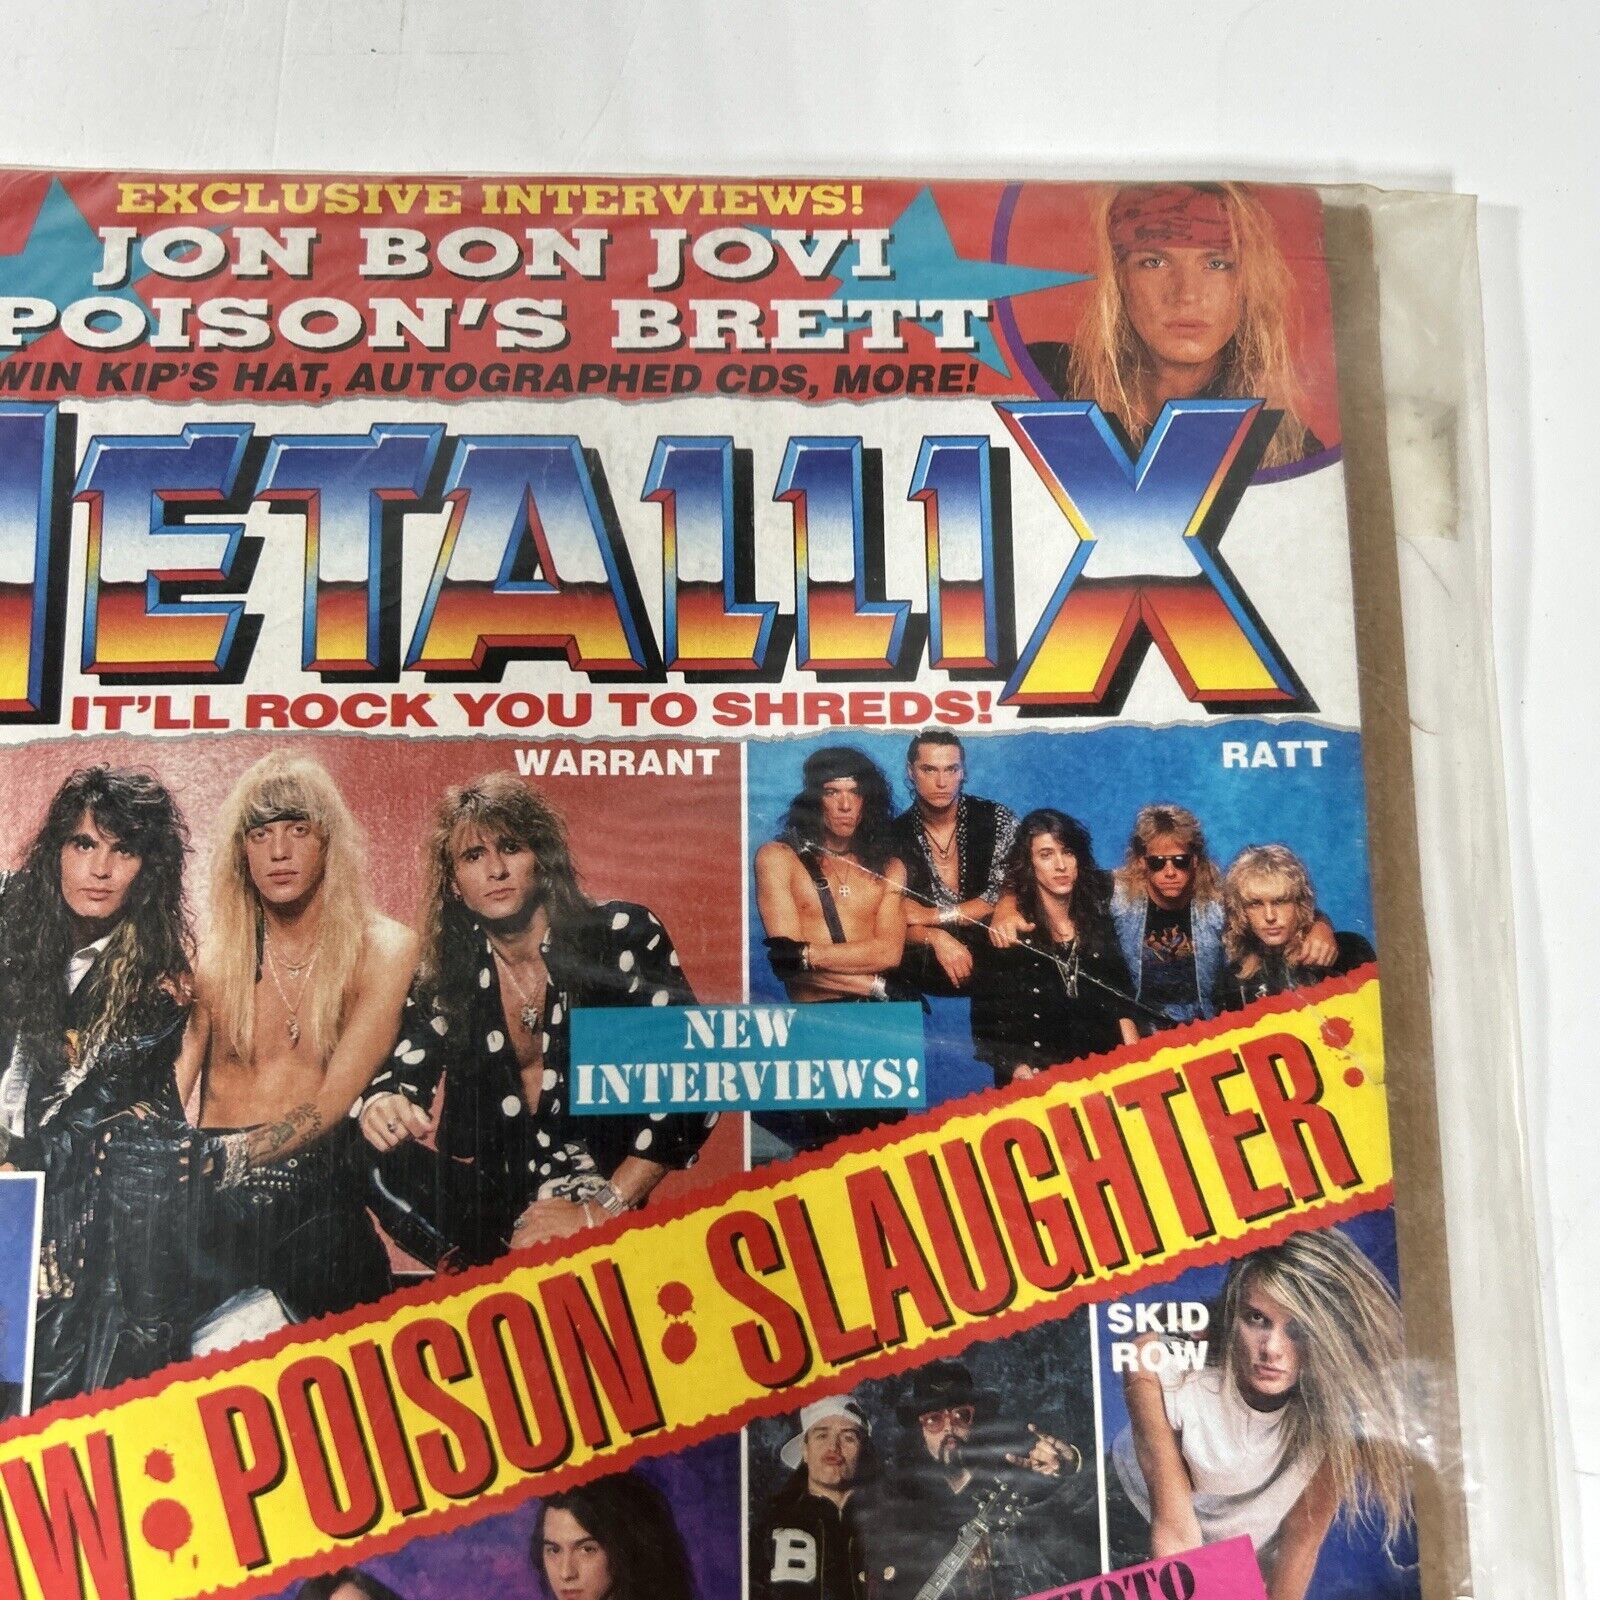 EXCLUSIVE INTERVIEWS!
JON BON JOVI
POISON'S BRETT
WIN KIP'S HAT, AUTOGRAPHED CDS, MORE!
METALLIX
IT'LL ROCK YOU TO SHREDS!
WARRANT
RATT
NEW
INTERVIEWS!
POISON • SLAUGHTER
SKID
ROW
B